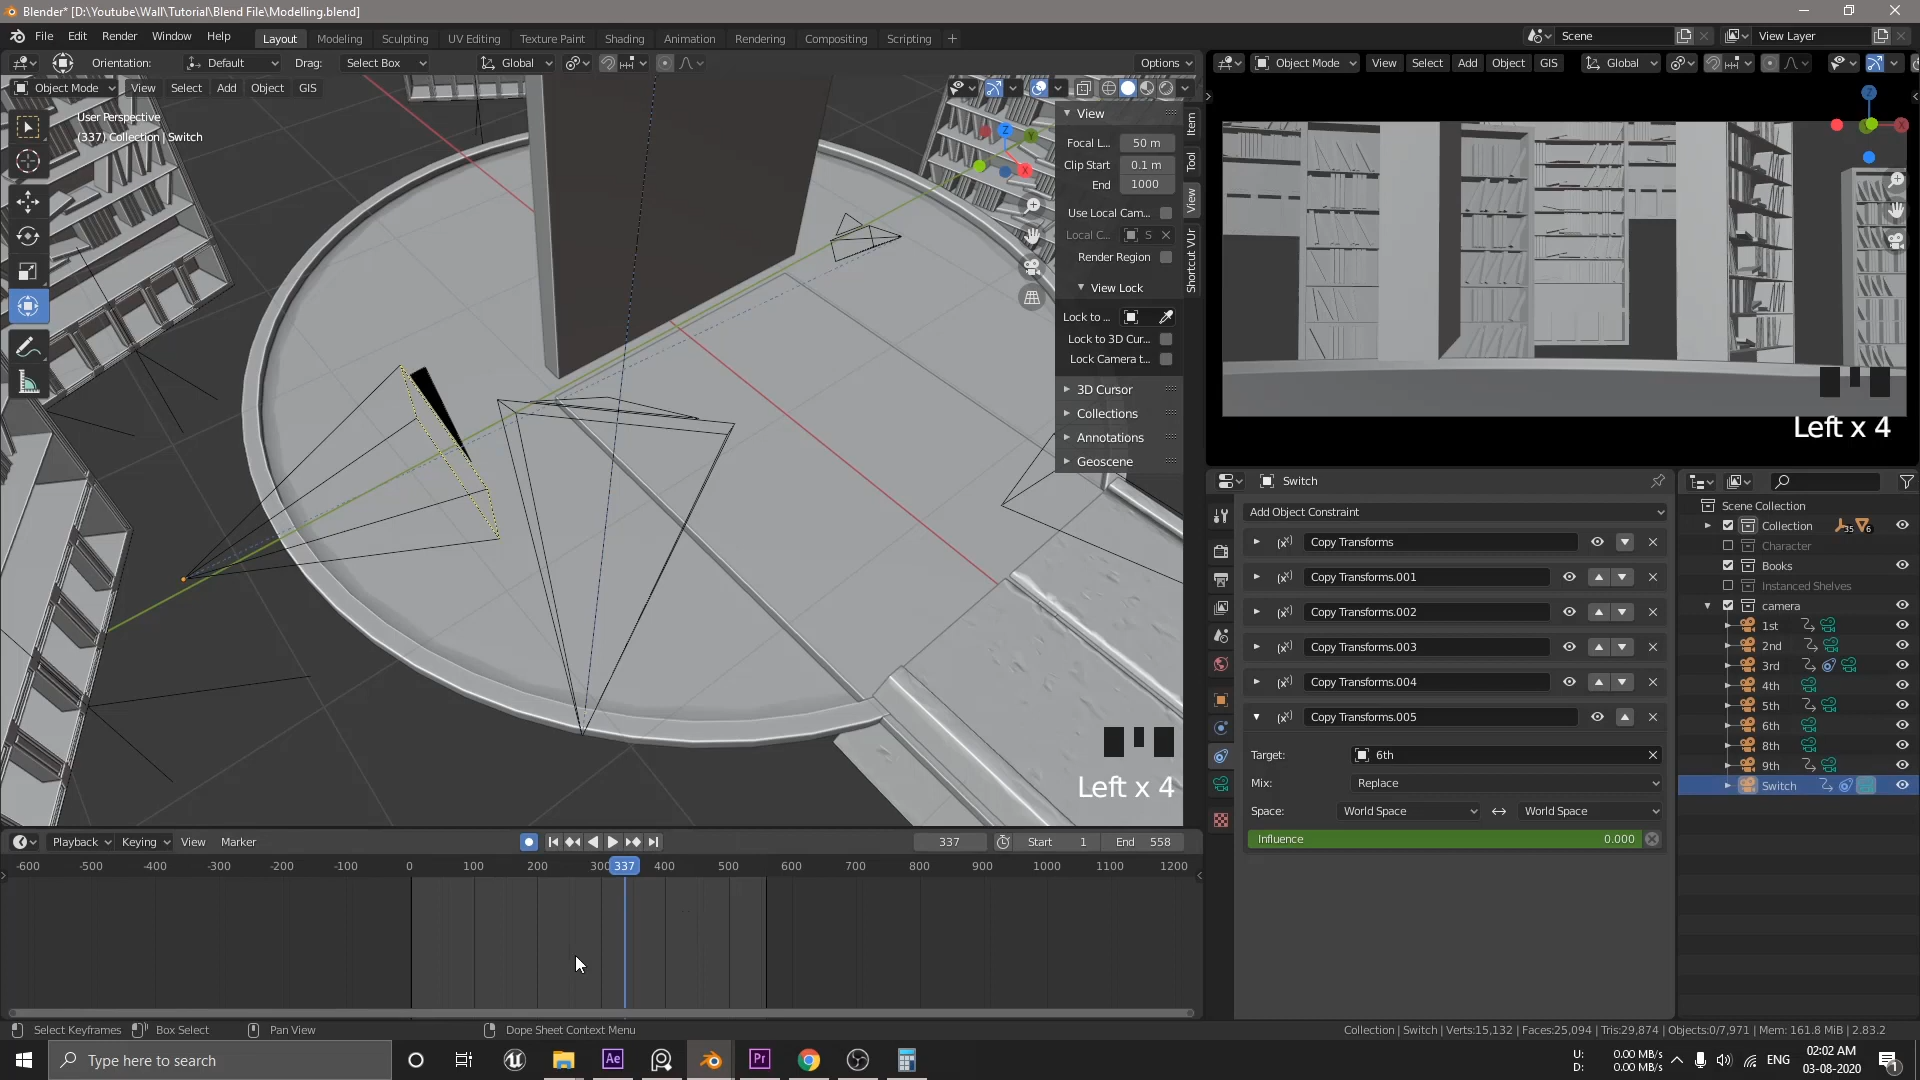 Blender* [D:\Youtube\Wall\Tutorial\Blend File\Modelling.blend]
File Edit Render Window Help Layout Modeling Sculpting UV Editing Texture Paint Shading Animation Rendering Compositing Scripting + Scene View Layer
Orientation: Default Drag: Select Box Global Options
Object Mode View Select Add Object GIS Global
Object Mode View Select Add Object GIS
User Perspective
(337) Collection | Switch
View
Focal L... 50 m
Clip Start 0.1 m
End 1000
Use Local Cam...
Local C... S
Render Region
View Lock
Lock to ...
Lock to 3D Cur...
Lock Camera t...
3D Cursor
Collections
Annotations
Geoscene
Item
Tool
View
Shortcut VUr
Z
Y
X
Z
X
Left x 4
Left x 4
Switch
Add Object Constraint
Copy Transforms
Copy Transforms.001
Copy Transforms.002
Copy Transforms.003
Copy Transforms.004
Copy Transforms.005
Target: 6th
Mix: Replace
Space: World Space World Space
Influence 0.000
Scene Collection
Collection 35 6
Character
Books
Instanced Shelves
camera
1st
2nd
3rd
4th
5th
6th
8th
9th
Switch
Playback Keying View Marker 337 Start 1 End 558
-600 -500 -400 -300 -200 -100 0 100 200 300 337 400 500 600 700 800 900 1000 1100 1200
Select Keyframes Box Select Pan View Dope Sheet Context Menu Collection | Switch | Verts:15,132 | Faces:25,094 | Tris:29,874 | Objects:0/7,971 | Mem: 161.8 MiB | 2.83.2
Type here to search
Ae
Pr
U: 0.00 MB/s
D: 0.00 MB/s
ENG
02:02 AM
03-08-2020
1